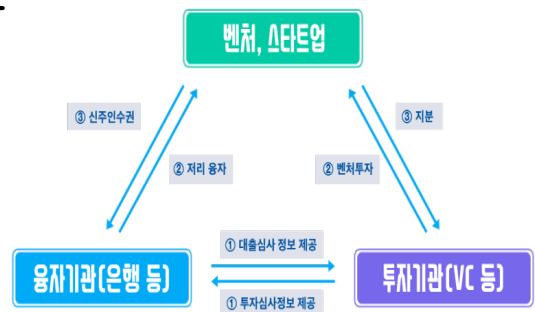 벤처, 스타트업
③ 신주인수권
③ 지분
② 저리 융자
② 벤처투자
① 대출심사 정보 제공
융자기관(은행 등)
투자기관(VC 등)
① 투자심사정보 제공